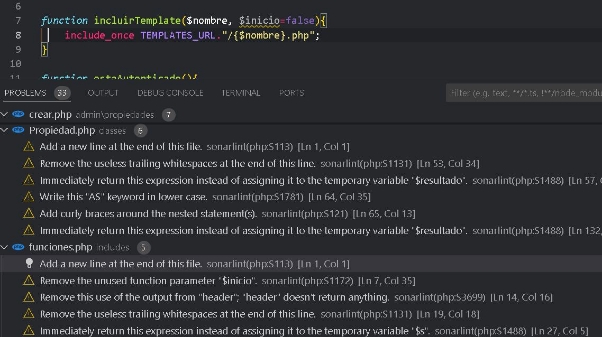 6
7 function incluirTemplate($nombre, $inicio=false){
8 include_once TEMPLATES_URL."/{$nombre}.php";
9 }
10
11 function estaAutenticado(){
PROBLEMS 33 OUTPUT DEBUG CONSOLE TERMINAL PORTS Filter (e.g. text, **/*.ts, !**/node_modu
crear.php admin\propiedades 7
Propiedad.php classes 6
Add a new line at the end of this file. sonarlint(php:S113) [Ln 1, Col 1]
Remove the useless trailing whitespaces at the end of this line. sonarlint(php:S1131) [Ln 53, Col 34]
Immediately return this expression instead of assigning it to the temporary variable "$resultado". sonarlint(php:S1488) [Ln 57, C
Write this "AS" keyword in lower case. sonarlint(php:S1781) [Ln 64, Col 35]
Add curly braces around the nested statement(s). sonarlint(php:S121) [Ln 65, Col 13]
Immediately return this expression instead of assigning it to the temporary variable "$resultado". sonarlint(php:S1488) [Ln 132,
funciones.php includes 5
Add a new line at the end of this file. sonarlint(php:S113) [Ln 1, Col 1]
Remove the unused function parameter "$inicio". sonarlint(php:S1172) [Ln 7, Col 35]
Remove this use of the output from "header"; "header" doesn't return anything. sonarlint(php:S3699) [Ln 14, Col 16]
Remove the useless trailing whitespaces at the end of this line. sonarlint(php:S1131) [Ln 19, Col 18]
Immediately return this expression instead of assigning it to the temporary variable "$s". sonarlint(php:S1488) [Ln 27, Col 5]